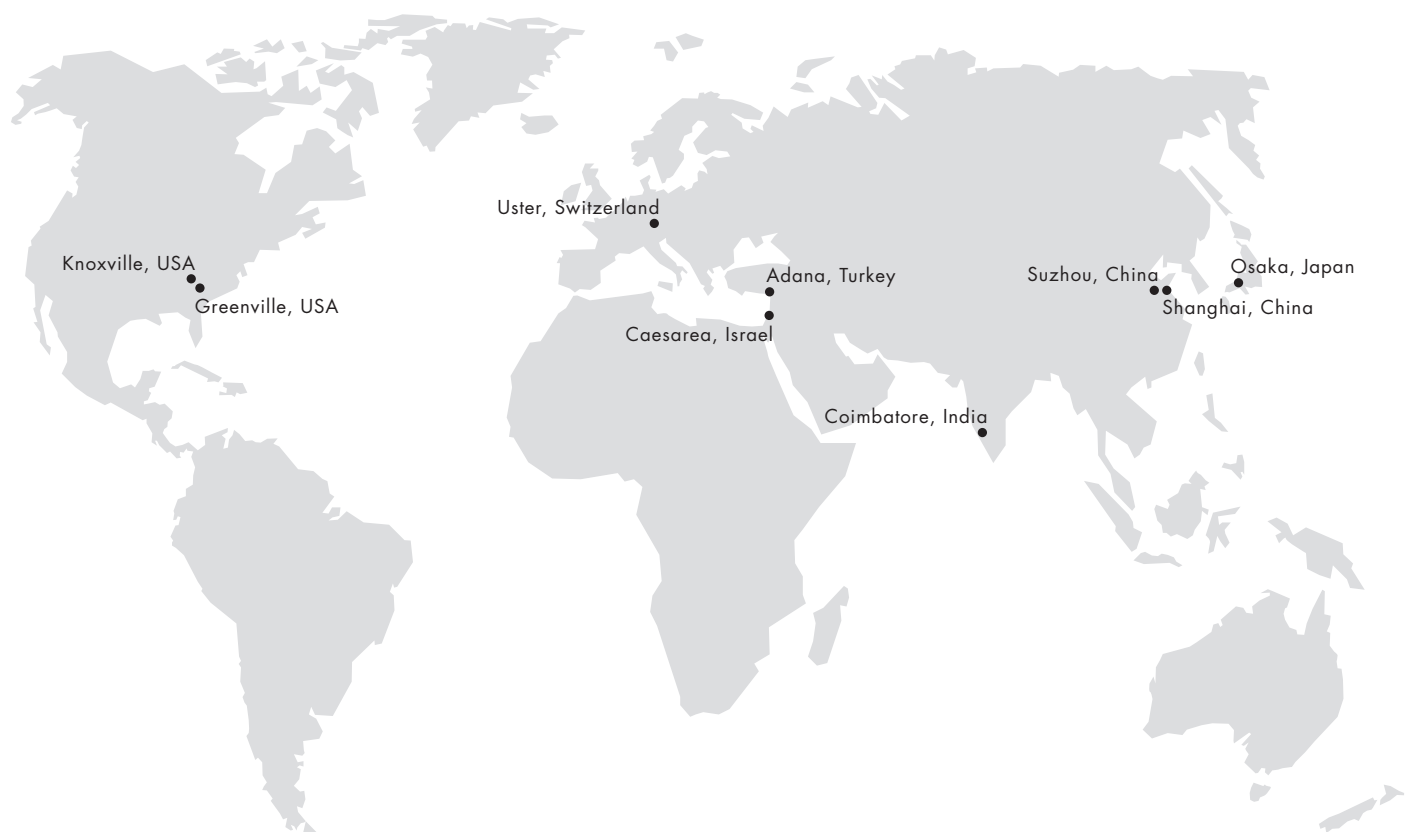 Uster, Switzerland
Knoxville, USA
Greenville, USA
Adana, Turkey
Caesarea, Israel
Suzhou, China
Osaka, Japan
Shanghai, China
Coimbatore, India